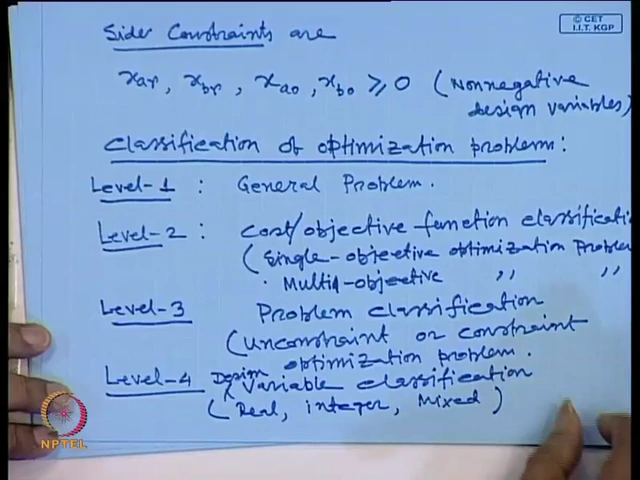 Side Constraints are
© CET
I.I.T. KGP
xar, xbr, xao, xbo ≥ 0 (Nonnegative
design variables)
Classification of optimization problem:
Level-1 : General Problem.
Level-2 : Cost/objective function classificati
(Single-objective optimization Problem
Multi-objective ,, ,,
Level-3 Problem classification
(Unconstraint or constraint
optimization problem.
Level-4 Design Variable classification
(Real, integer, Mixed)
NPTEL